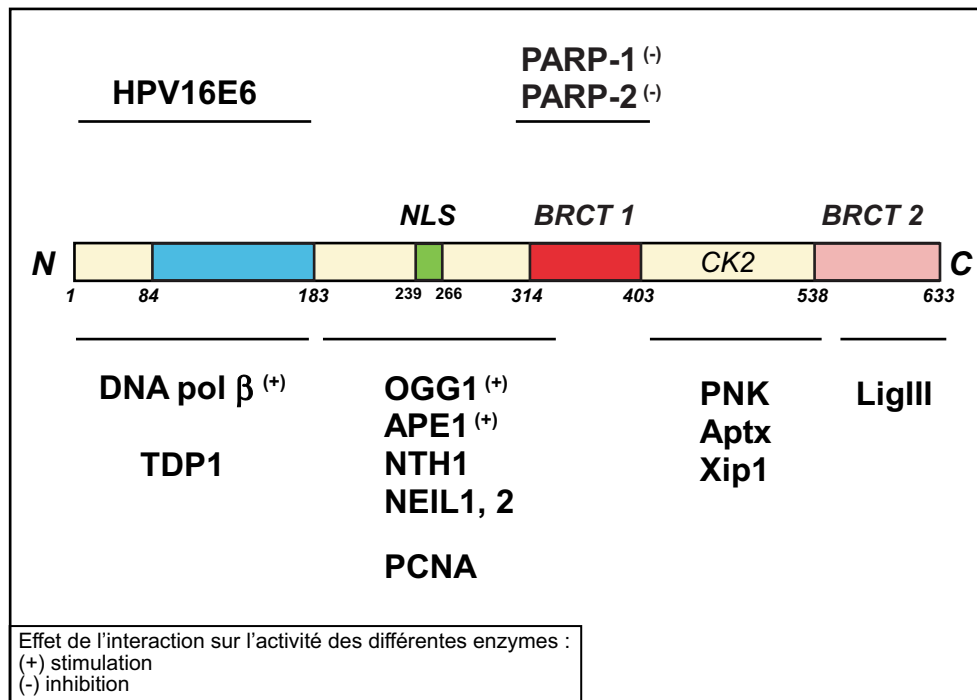 HPV16E6
PARP-1 (-)
PARP-2 (-)
NLS BRCT 1 BRCT 2
N CK2 C
1 84 183 239 266 314 403 538 633
DNA pol β (+) OGG1 (+) PNK LigIII
APE1 (+) Aptx
TDP1 NTH1 Xip1
NEIL1, 2
PCNA
Effet de l'interaction sur l'activité des différentes enzymes :
(+) stimulation
(-) inhibition